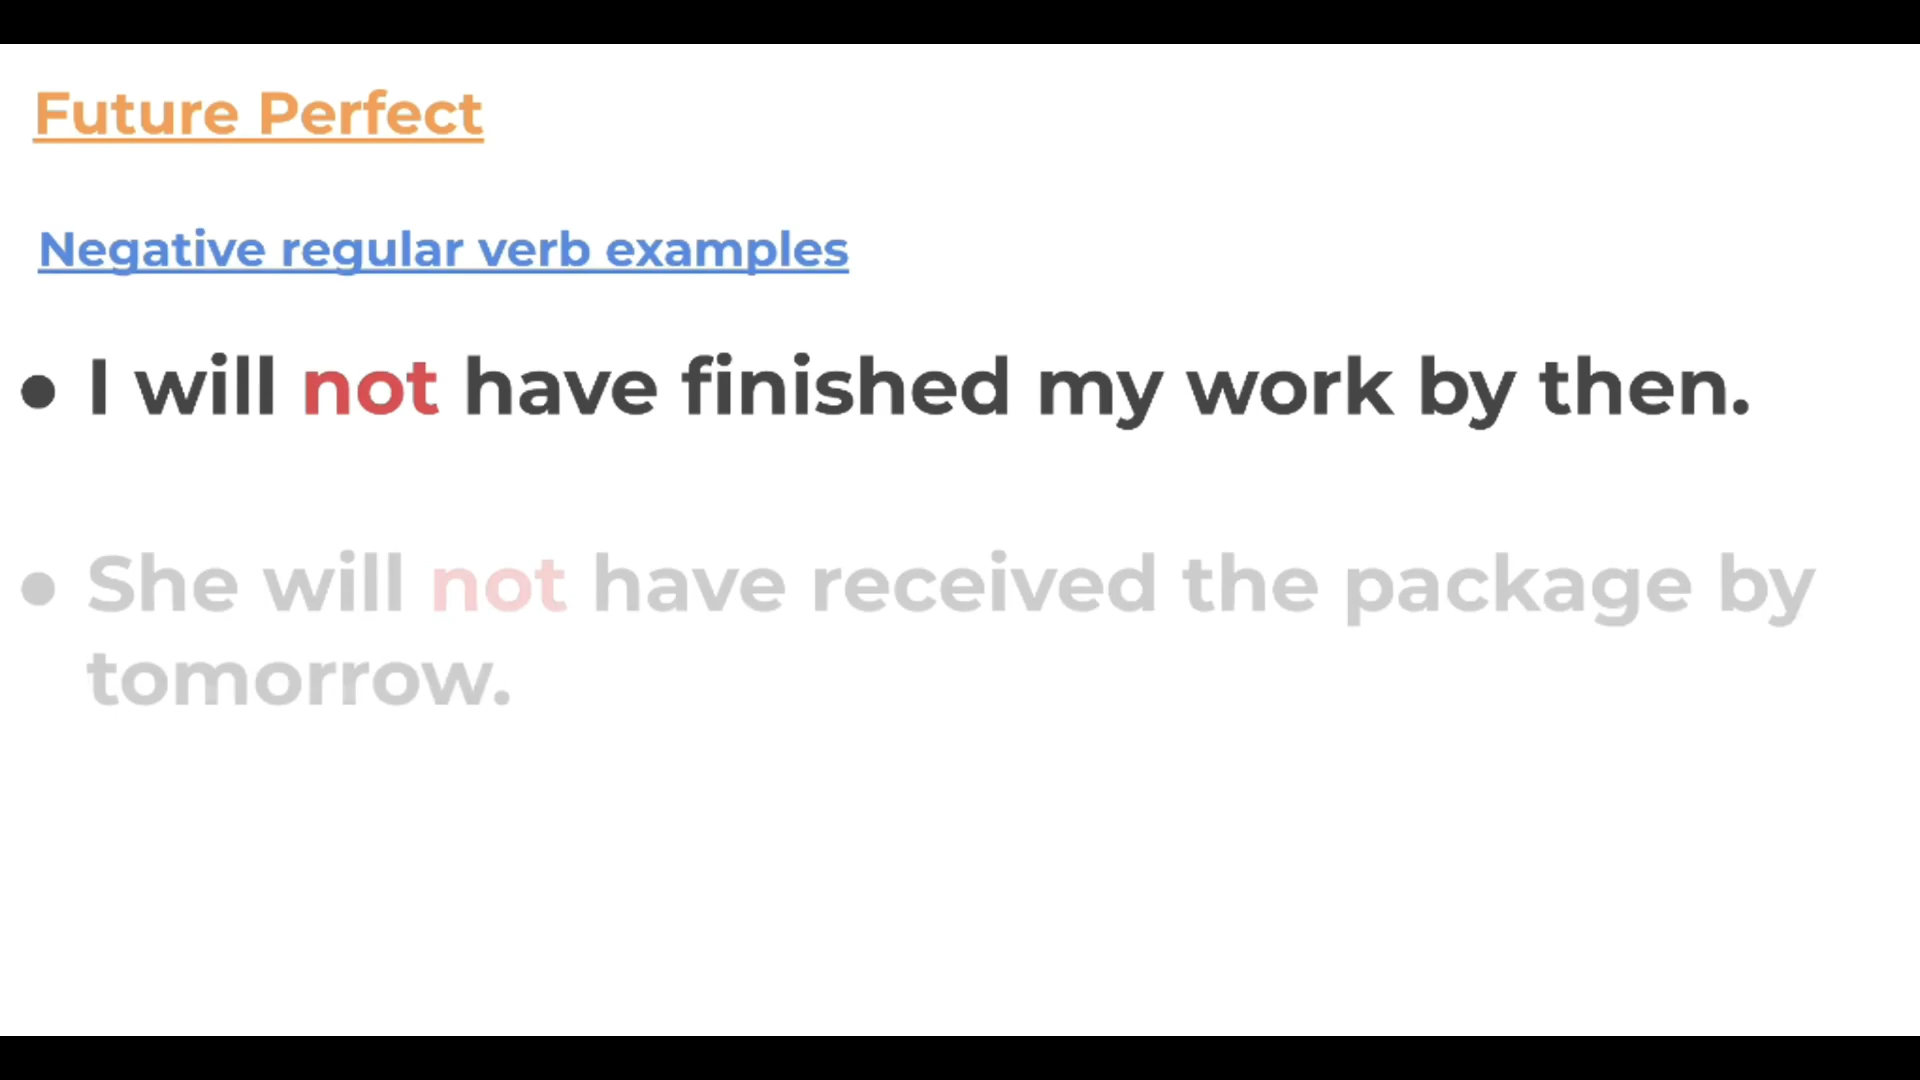 Future Perfect
Negative regular verb examples
● I will not have finished my work by then.
● She will not have received the package by
tomorrow.